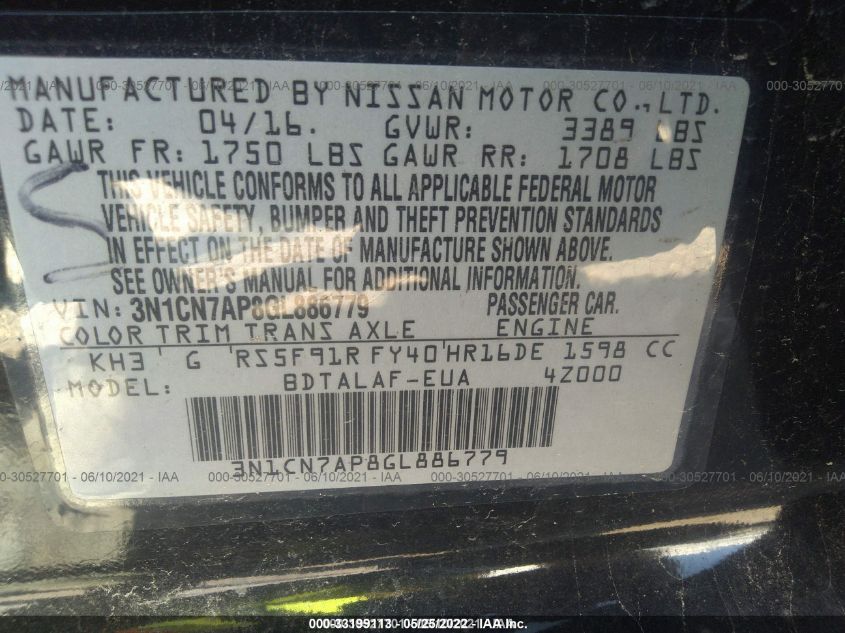 MANUFACTURED BY NISSAN MOTOR CO., LTD.
DATE: 04/16. GVWR: 3389 LBS
GAWR FR: 1750 LBS GAWR RR: 1708 LBS
THIS VEHICLE CONFORMS TO ALL APPLICABLE FEDERAL MOTOR
VEHICLE SAFETY, BUMPER AND THEFT PREVENTION STANDARDS
IN EFFECT ON THE DATE OF MANUFACTURE SHOWN ABOVE.
SEE OWNER'S MANUAL FOR ADDITIONAL INFORMATION.
VIN: 3N1CN7AP8GL886779 PASSENGER CAR.
COLOR TRIM TRANS AXLE ENGINE
KH3 G RS5F91R FY40 HR16DE 1598 CC
MODEL: BDTALAF-EUA 4Z000
3N1CN7AP8GL886779
000-30527701 - 06/10/2021 - IAA
000-33199113 - 05/25/2022 - IAA Inc.